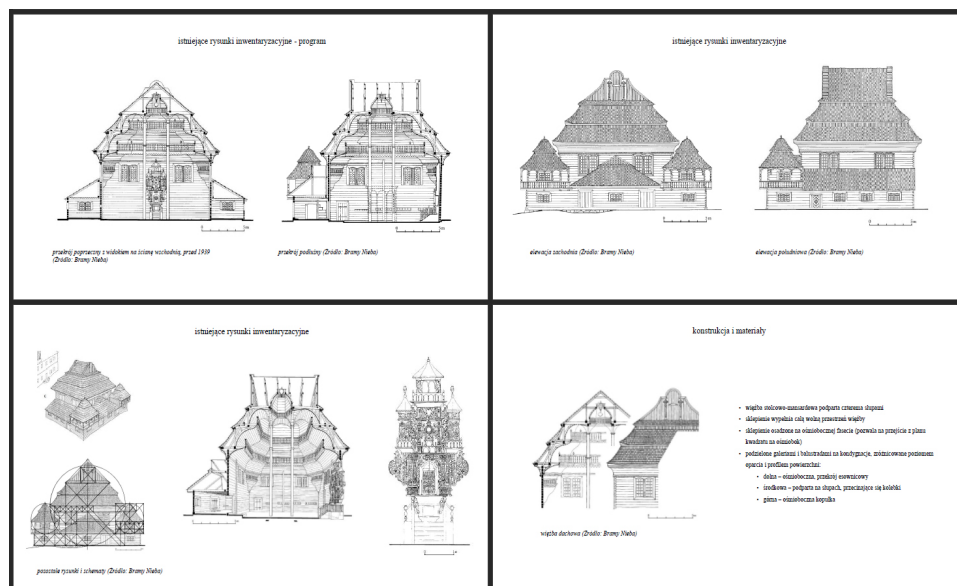 istniejące rysunki inwentaryzacyjne - program
przekrój poprzeczny z widokiem na ścianę wschodnią, przed 1939
(Źródło: Bramy Nieba)
przekrój podłużny (Źródło: Bramy Nieba)
istniejące rysunki inwentaryzacyjne
elewacja zachodnia (Źródło: Bramy Nieba)
elewacja południowa (Źródło: Bramy Nieba)
istniejące rysunki inwentaryzacyjne
pozostałe rysunki i schematy (Źródło: Bramy Nieba)
konstrukcja i materiały
więźba dachowa (Źródło: Bramy Nieba)
• więźba stolcowo-mansardowa podparta czterema słupami
• sklepienie wypełnia całą wolną przestrzeń więźby
• sklepienie osadzone na ośmiobocznej fasecie (pozwala na przejście z planu
kwadratu na ośmiobok)
• podzielone galeriami i balustradami na kondygnacje, zróżnicowane poziomem
oparcia i profilem powierzchni:
• dolna – ośmioboczna, przekrój esownicowy
• środkowa – podparta na słupach, przecinające się kolebki
• górna – ośmioboczna kopułka